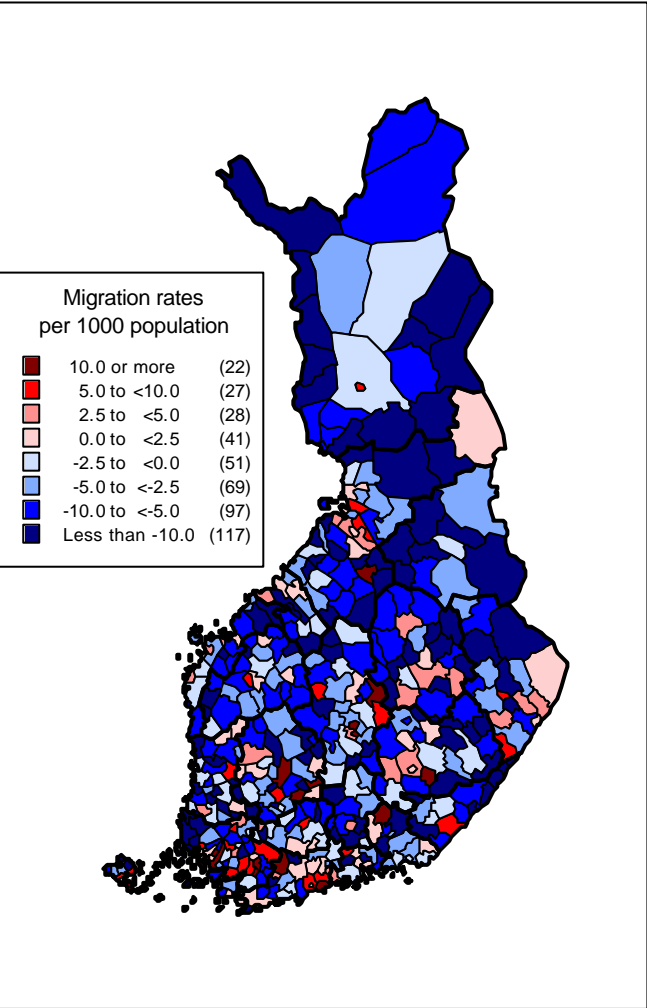 Migration rates
per 1000 population
10.0 or more (22)
5.0 to <10.0 (27)
2.5 to <5.0 (28)
0.0 to <2.5 (41)
-2.5 to <0.0 (51)
-5.0 to <-2.5 (69)
-10.0 to <-5.0 (97)
Less than -10.0 (117)